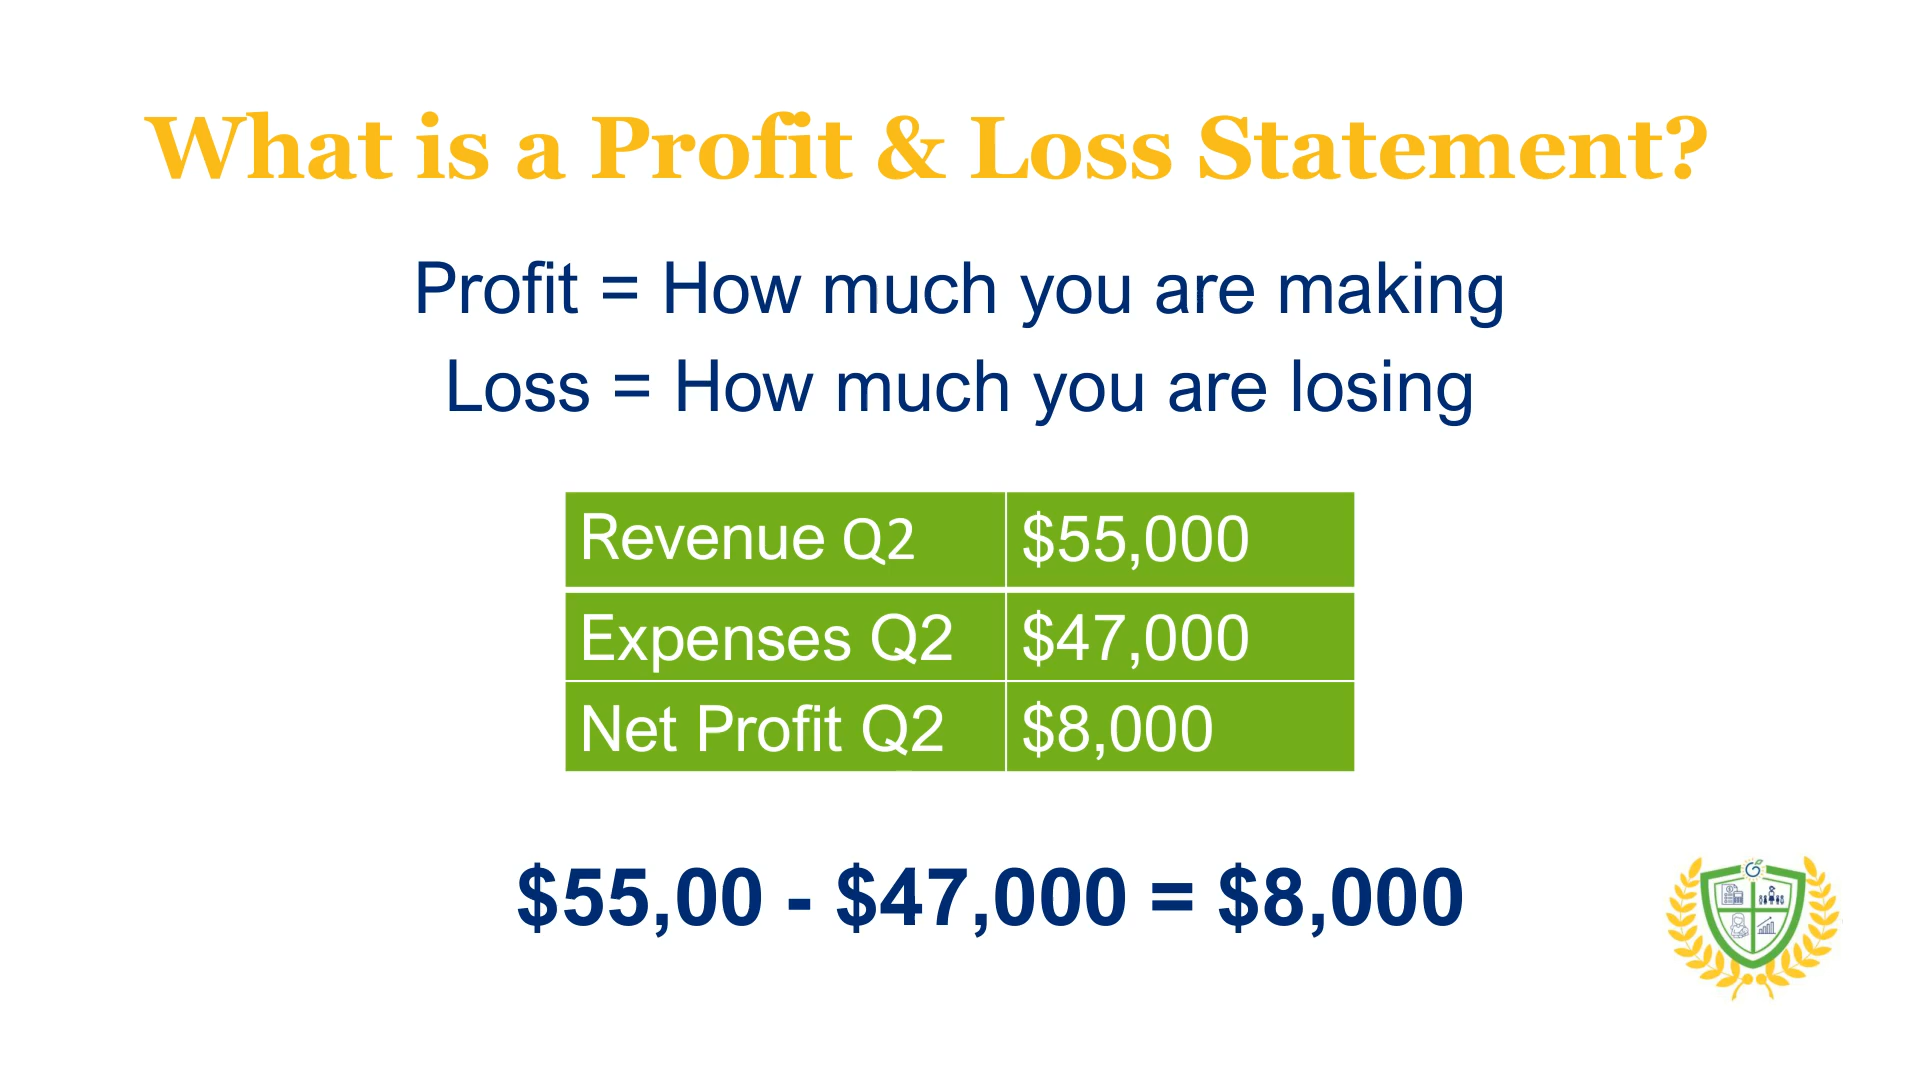 What is a Profit & Loss Statement?
Profit = How much you are making
Loss = How much you are losing
Revenue Q2 $55,000
Expenses Q2 $47,000
Net Profit Q2 $8,000
$55,00 - $47,000 = $8,000